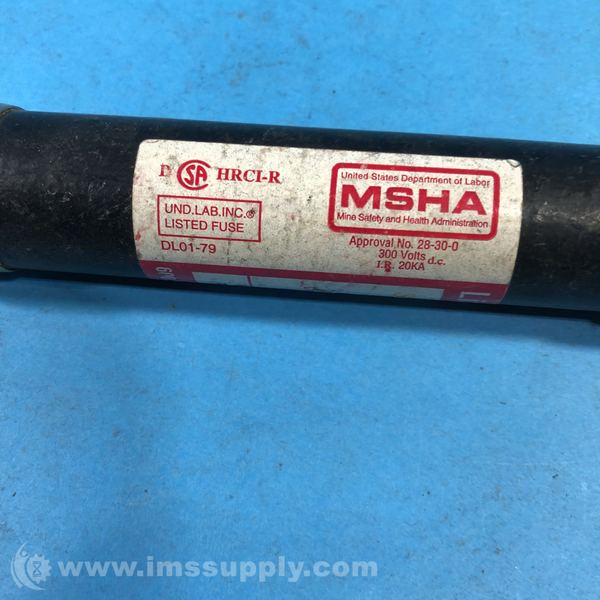 HRCI-R
UND.LAB.INC.®
LISTED FUSE
DL01-79
United States Department of Labor
MSHA
Mine Safety and Health Administration
Approval No. 28-30-0
300 Volts d.c.
I.R. 20KA
www.imssupply.com